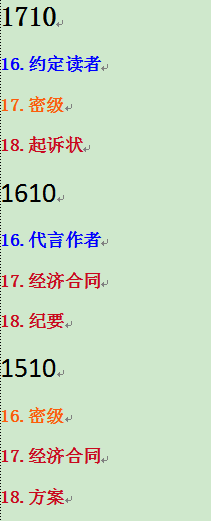 1710
16. 约定读者
17. 密级
18. 起诉状
1610
16. 代言作者
17. 经济合同
18. 纪要
1510
16. 密级
17. 经济合同
18. 方案